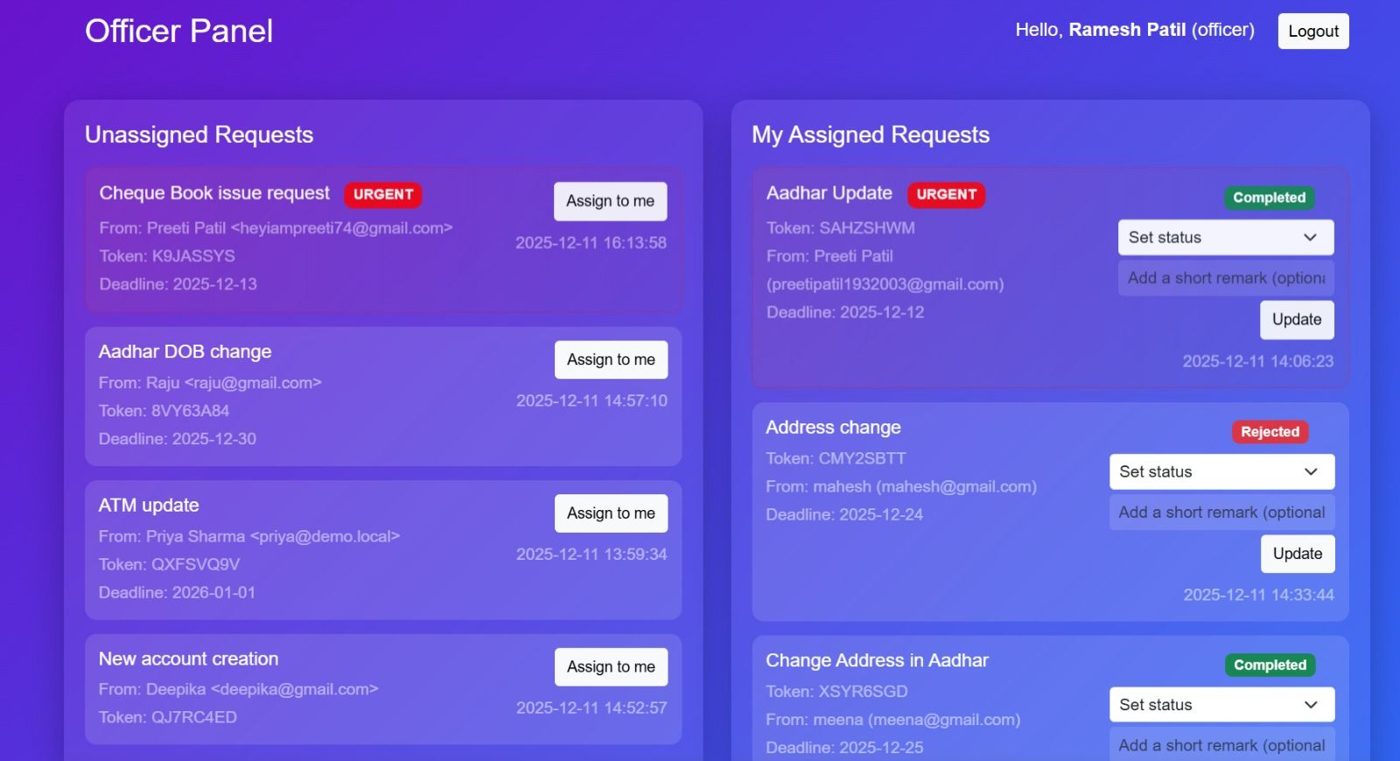 Officer Panel
Hello, Ramesh Patil (officer)
Logout
Unassigned Requests
Cheque Book issue request URGENT
Assign to me
From: Preeti Patil <heyiampreeti74@gmail.com>
2025-12-11 16:13:58
Token: K9JASSYS
Deadline: 2025-12-13
Aadhar DOB change
Assign to me
From: Raju <raju@gmail.com>
2025-12-11 14:57:10
Token: 8VY63A84
Deadline: 2025-12-30
ATM update
Assign to me
From: Priya Sharma <priya@demo.local>
2025-12-11 13:59:34
Token: QXFSVQ9V
Deadline: 2026-01-01
New account creation
Assign to me
From: Deepika <deepika@gmail.com>
2025-12-11 14:52:57
Token: QJ7RC4ED
My Assigned Requests
Aadhar Update URGENT
Completed
Token: SAHZSHWM
Set status
From: Preeti Patil
(preetipatil1932003@gmail.com)
Add a short remark (optiona
Deadline: 2025-12-12
Update
2025-12-11 14:06:23
Address change
Rejected
Token: CMY2SBTT
Set status
From: mahesh (mahesh@gmail.com)
Deadline: 2025-12-24
Add a short remark (optional
Update
2025-12-11 14:33:44
Change Address in Aadhar
Completed
Token: XSYR6SGD
Set status
From: meena (meena@gmail.com)
Deadline: 2025-12-25
Add a short remark (optional